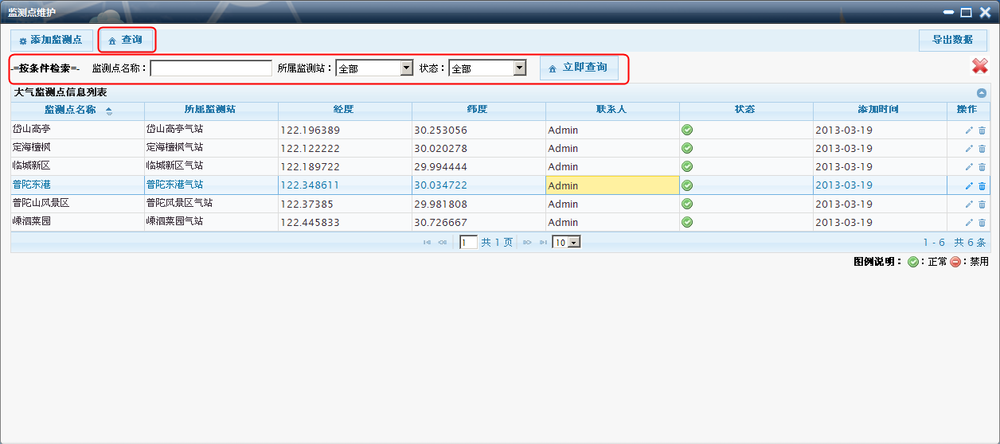 监测点维护
添加监测点 查询 导出数据
-=按条件检索=- 监测点名称： 所属监测站：全部 状态：全部 立即查询
大气监测点信息列表
监测点名称 所属监测站 经度 纬度 联系人 状态 添加时间 操作
岱山高亭 岱山高亭气站 122.196389 30.253056 Admin 2013-03-19
定海檀枫 定海檀枫气站 122.122222 30.020278 Admin 2013-03-19
临城新区 临城新区气站 122.189722 29.994444 Admin 2013-03-19
普陀东港 普陀东港气站 122.348611 30.034722 Admin 2013-03-19
普陀山风景区 普陀风景区气站 122.37385 29.981808 Admin 2013-03-19
嵊泗菜园 嵊泗菜园气站 122.445833 30.726667 Admin 2013-03-19
1 共 1 页 10 1 - 6 共 6 条
图例说明：：正常：禁用